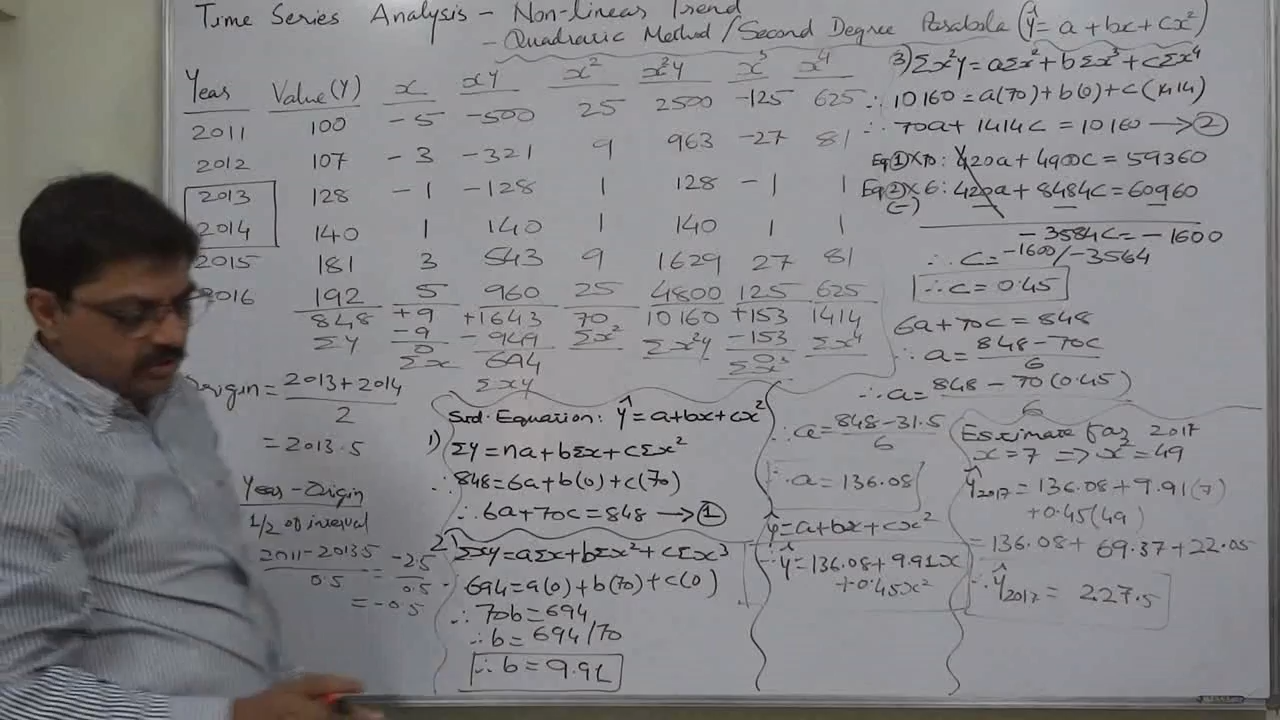 Time Series Analysis - Non-linear Trend
- Quadratic Method / Second Degree Parabola (Ŷ = a + bx + cx²)
Year Value (Y) x xY x² x²Y x³ x⁴
2011 100 -5 -500 25 2500 -125 625
2012 107 -3 -321 9 963 -27 81
2013 128 -1 -128 1 128 -1 1
2014 140 1 140 1 140 1 1
2015 181 3 543 9 1629 27 81
2016 192 5 960 25 4800 125 625
848 +9 +1643 70 10160 +153 1414
ΣY -9 -949 Σx² Σx²Y -153 Σx⁴
0 694 0
Σx ΣxY Σx³
Origin = 2013 + 2014 / 2
= 2013.5
Year - Origin
1/2 of interval
2011 - 2013.5 / 0.5 = -2.5 / 0.5
= -0.5
Std. Equation: Ŷ = a + bx + cx²
1) ΣY = na + bΣx + cΣx²
∴ 848 = 6a + b(0) + c(70)
∴ 6a + 70c = 848 → ①
2) Σxy = aΣx + bΣx² + cΣx³
694 = a(0) + b(70) + c(0)
∴ 70b = 694
∴ b = 694/70
∴ b = 9.91
3) Σx²Y = aΣx² + bΣx³ + cΣx⁴
∴ 10160 = a(70) + b(0) + c(1414)
∴ 70a + 1414c = 10160 → ②
Eq ① x 70: 420a + 4900c = 59360
Eq ② x 6: 420a + 8484c = 60960
(-)
- 3584c = -1600
∴ c = -1600/-3564
∴ c = 0.45
6a + 70c = 848
∴ a = 848 - 70c / 6
∴ a = 848 - 70(0.45) / 6
∴ a = 848 - 31.5 / 6
∴ a = 136.08
ŷ = a + bx + cx²
∴ ŷ = 136.08 + 9.91x
+ 0.45x²
Estimate for 2017
x = 7 ⇒ x² = 49
Ŷ2017 = 136.08 + 9.91(7)
+ 0.45(49)
= 136.08 + 69.37 + 22.05
∴ Ŷ2017 = 227.5